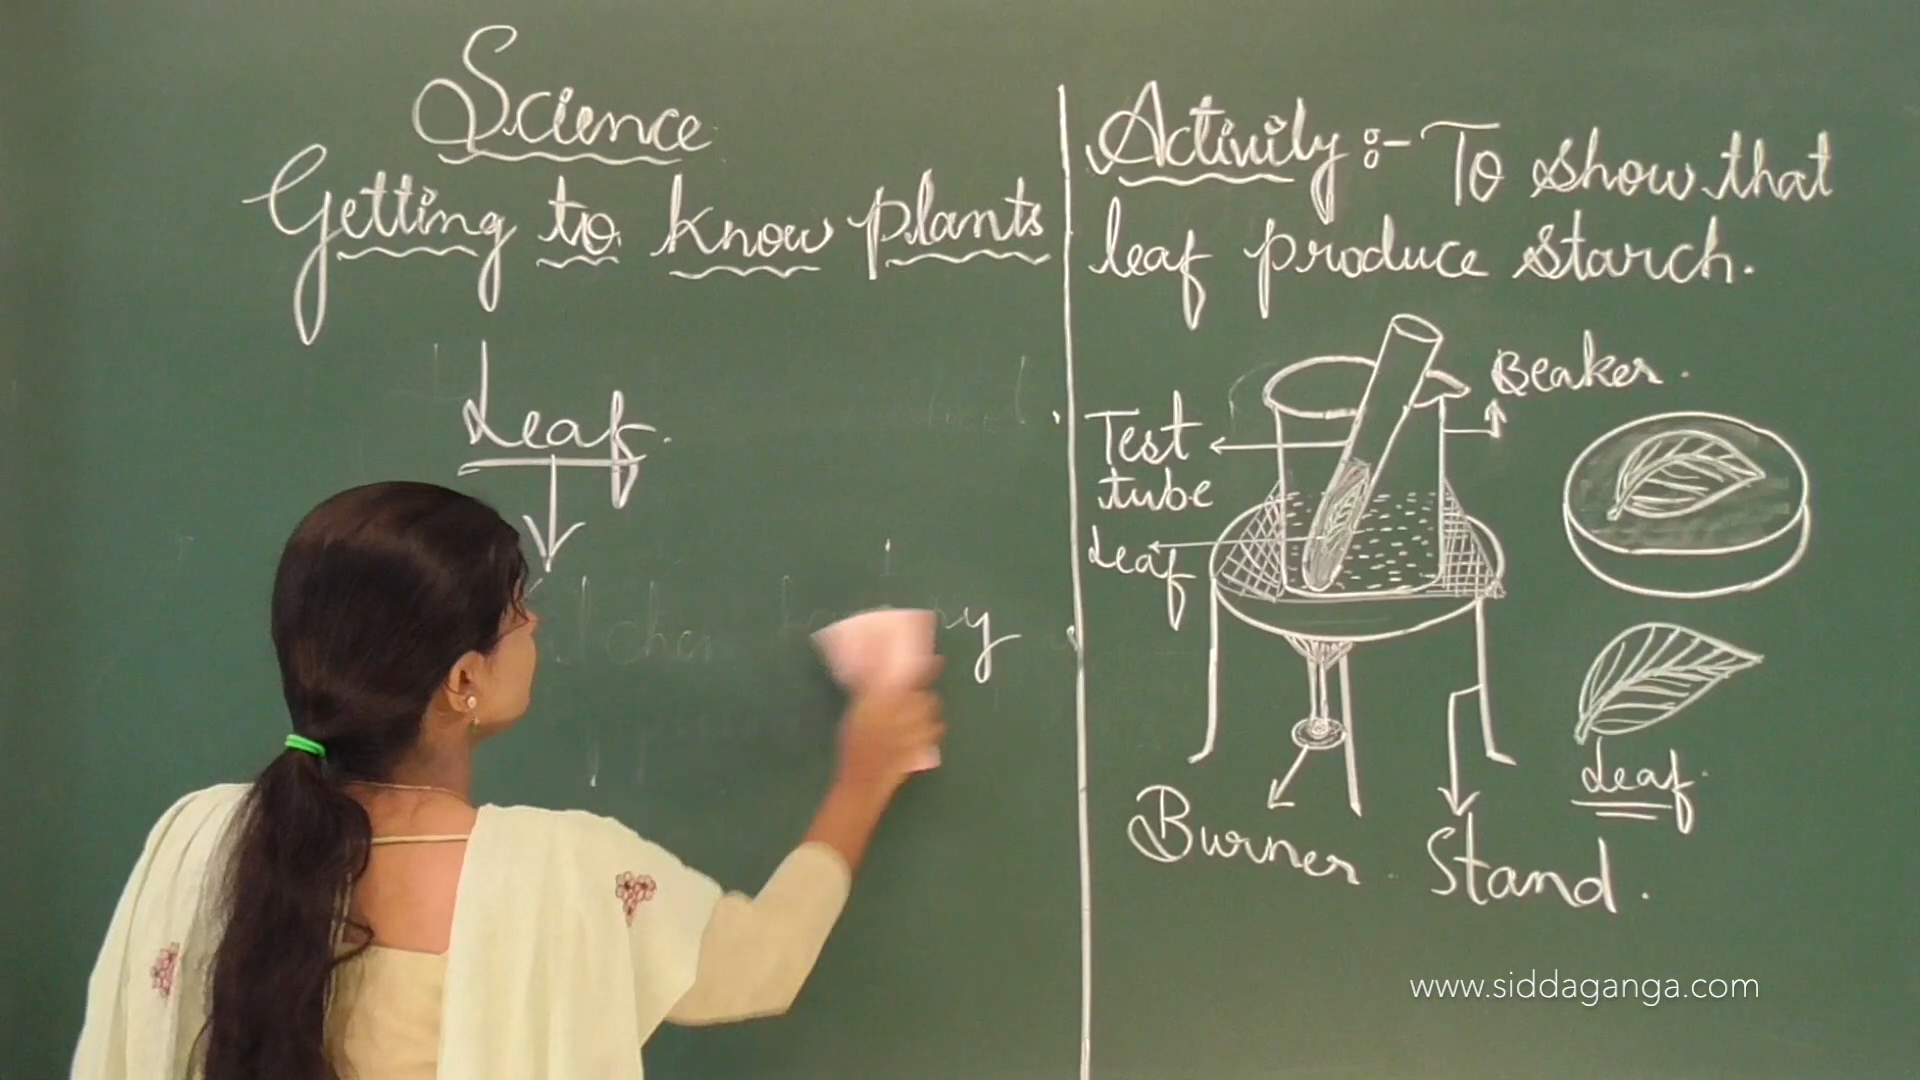 Science
Getting to know plants
Leaf.
Activity :- To show that
leaf produce starch.
Beaker.
Test
tube
Leaf
Leaf.
Burner.
Stand.
www.siddaganga.com